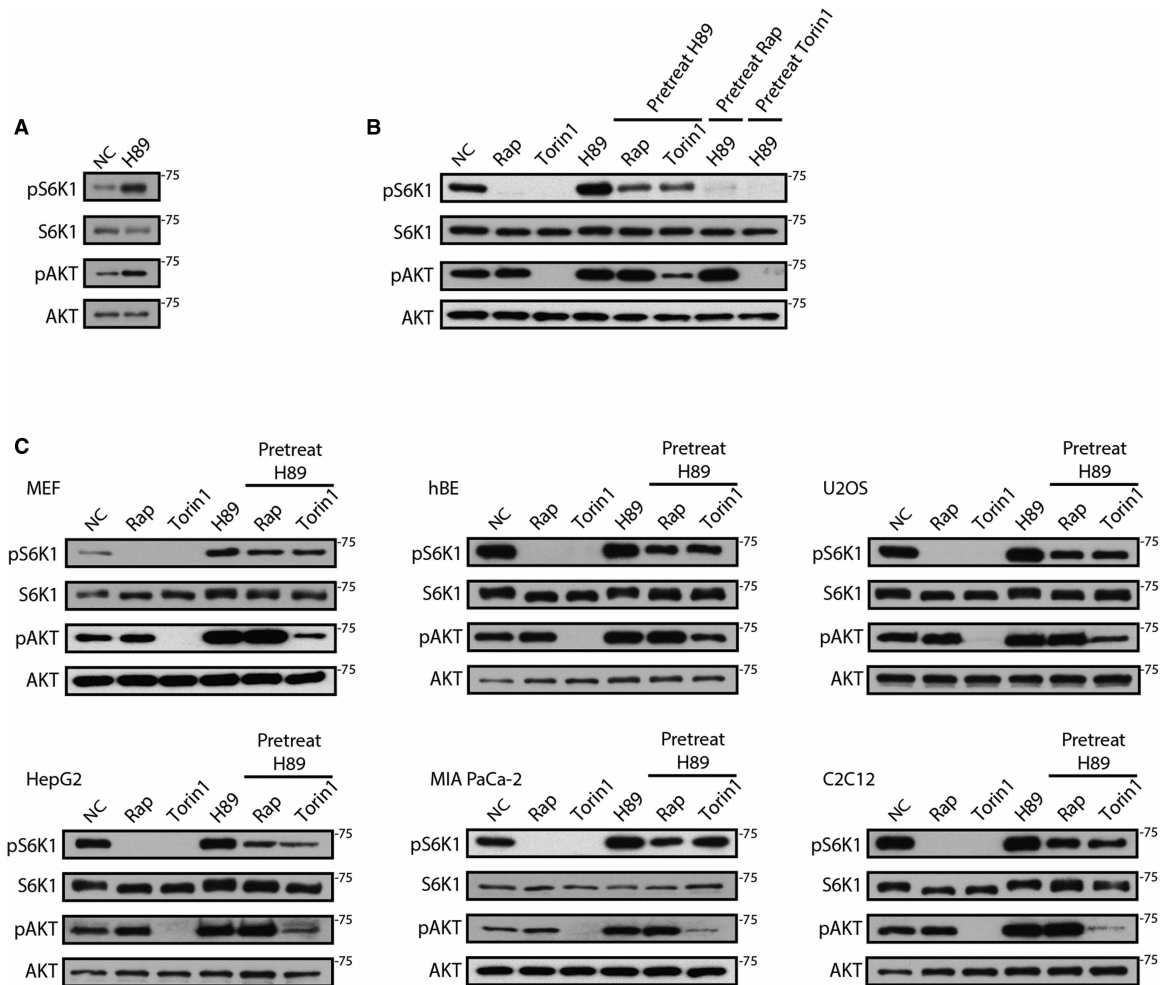 A
NC H89
pS6K1 -75
S6K1 -75
pAKT -75
AKT -75
B
Pretreat H89 Pretreat Rap Pretreat Torin1
NC Rap Torin1 H89 Rap Torin1 H89 H89
pS6K1 -75
S6K1 -75
pAKT -75
AKT -75
C
MEF
Pretreat
H89
NC Rap Torin1 H89 Rap Torin1
pS6K1 -75
S6K1 -75
pAKT -75
AKT -75
hBE
Pretreat
H89
NC Rap Torin1 H89 Rap Torin1
pS6K1 -75
S6K1 -75
pAKT -75
AKT -75
U2OS
Pretreat
H89
NC Rap Torin1 H89 Rap Torin1
pS6K1 -75
S6K1 -75
pAKT -75
AKT -75
HepG2
Pretreat
H89
NC Rap Torin1 H89 Rap Torin1
pS6K1 -75
S6K1 -75
pAKT -75
AKT -75
MIA PaCa-2
Pretreat
H89
NC Rap Torin1 H89 Rap Torin1
pS6K1 -75
S6K1 -75
pAKT -75
AKT -75
C2C12
Pretreat
H89
NC Rap Torin1 H89 Rap Torin1
pS6K1 -75
S6K1 -75
pAKT -75
AKT -75